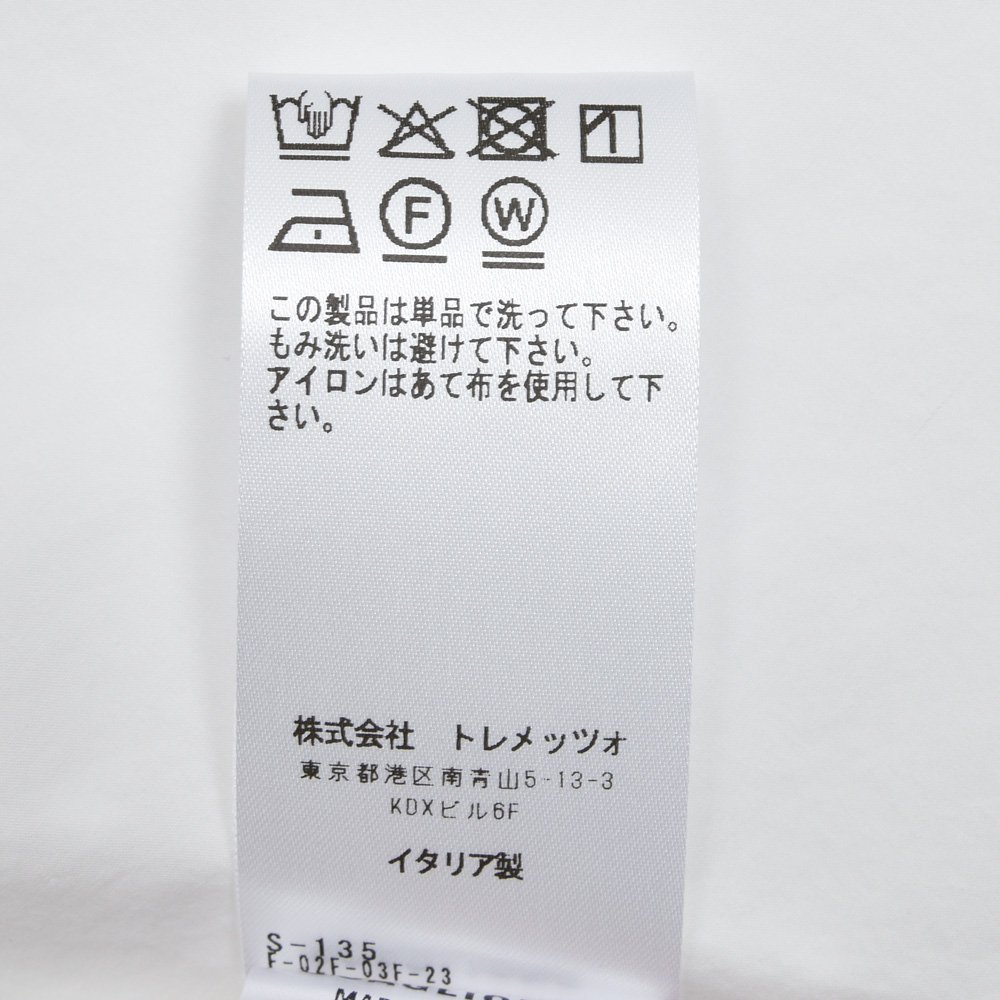 F W
この製品は単品で洗って下さい。
もみ洗いは避けて下さい。
アイロンはあて布を使用して下
さい。
株式会社 トレメッツォ
東京都港区南青山5-13-3
KDXビル6F
イタリア製
S-135
F-02F-03F-23